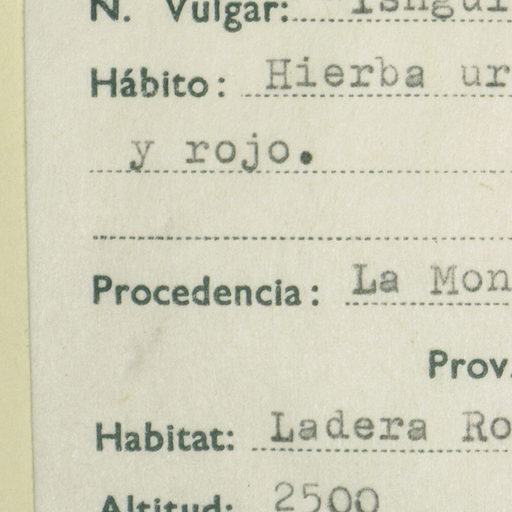 N. Vulgar:
Hábito: Hierba ur
y rojo.
Procedencia: La Mon
Prov.
Habitat: Ladera Ro
Altitud: 2500